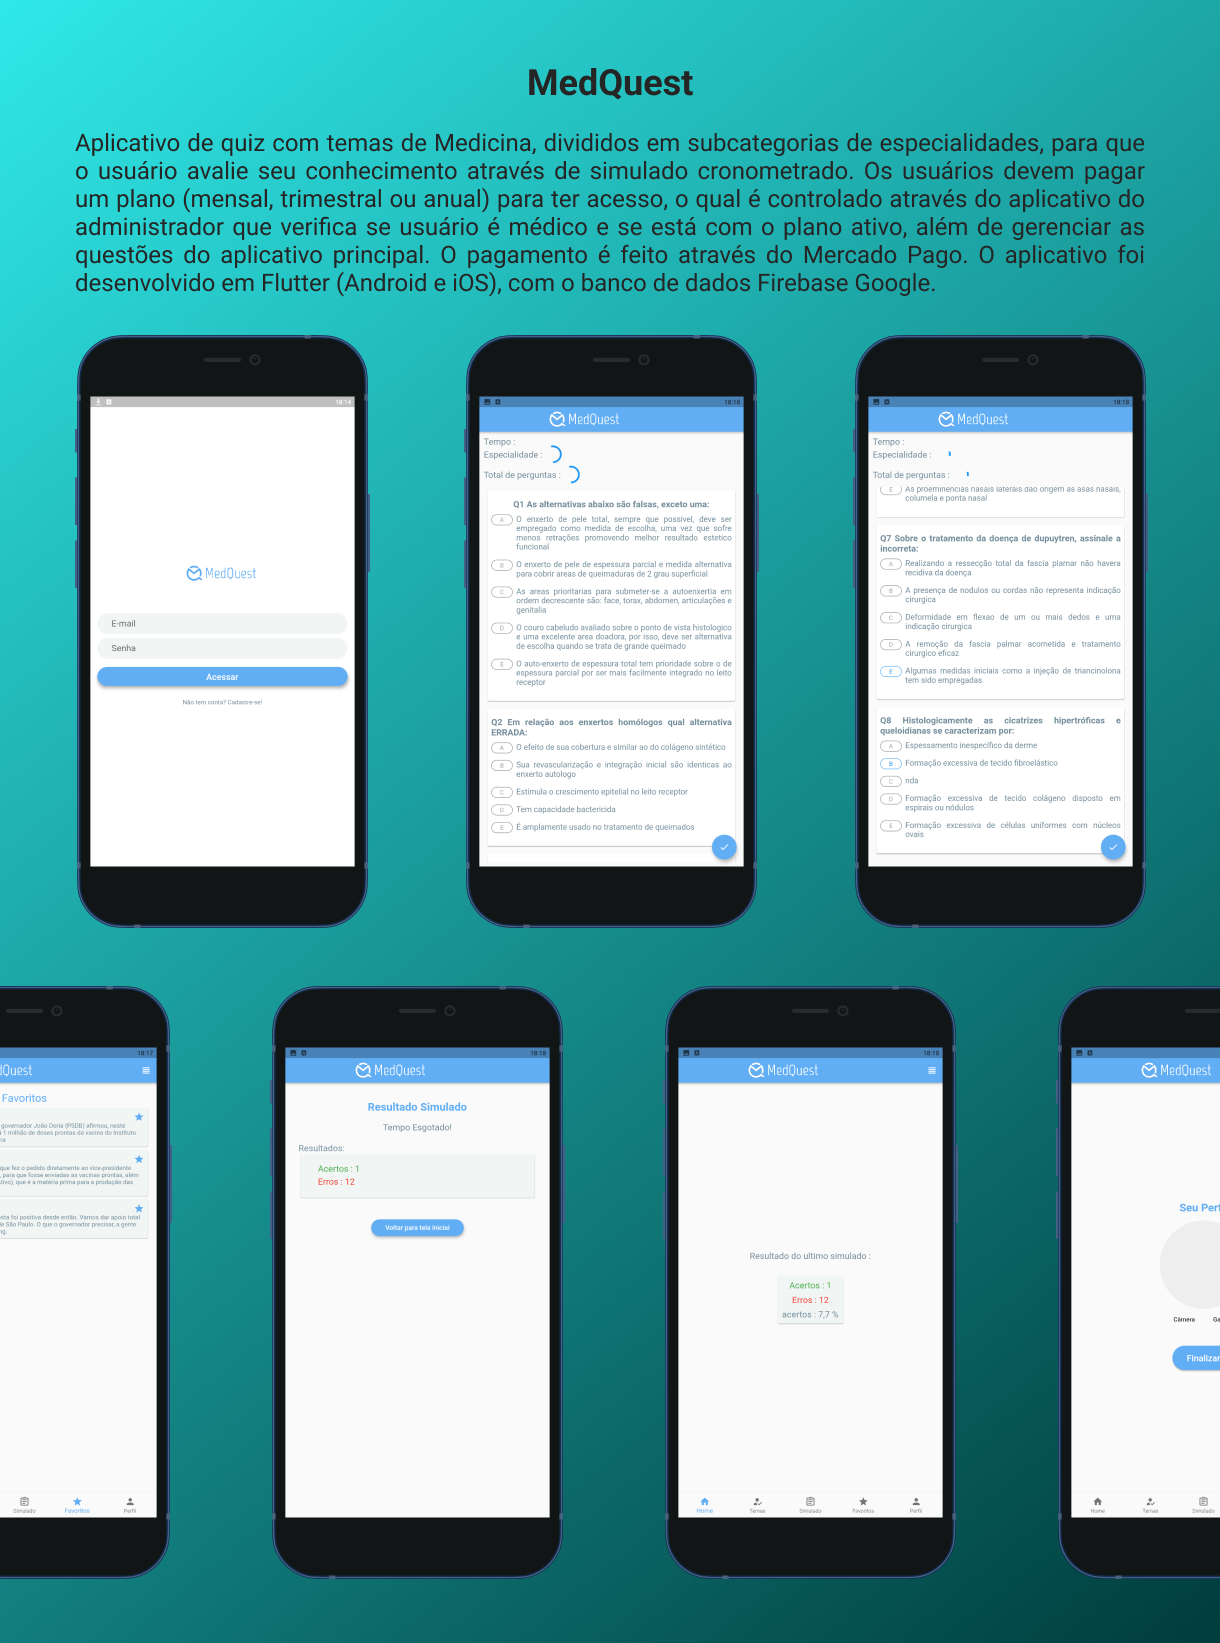 MedQuest
Aplicativo de quiz com temas de Medicina, divididos em subcategorias de especialidades, para que
o usuário avalie seu conhecimento através de simulado cronometrado. Os usuários devem pagar
um plano (mensal, trimestral ou anual) para ter acesso, o qual é controlado através do aplicativo do
administrador que verifica se usuário é médico e se está com o plano ativo, além de gerenciar as
questões do aplicativo principal. O pagamento é feito através do Mercado Pago. O aplicativo foi
desenvolvido em Flutter (Android e iOS), com o banco de dados Firebase Google.
18:14
MedQuest
E-mail
Senha
Acessar
Não tem conta? Cadastre-se!
18:18
MedQuest
Tempo :
Especialidade :
Total de perguntas :
Q1 As alternativas abaixo são falsas, exceto uma:
A O enxerto de pele total, sempre que possivel, deve ser
empregado como medida de escolha, uma vez que sofre
menos retrações promovendo melhor resultado estetico
funcional
B O enxerto de pele de espessura parcial e medida alternativa
para cobrir areas de queimaduras de 2 grau superficial
C As areas prioritarias para submeter-se a autoenxertia em
ordem decrescente são: face, torax, abdomen, articulações e
genitalia
D O couro cabeludo avaliado sobre o ponto de vista histologico
e uma excelente area doadora, por isso, deve ser alternativa
de escolha quando se trata de grande queimado
E O auto-enxerto de espessura total tem prioridade sobre o de
espessura parcial por ser mais facilmente integrado no leito
receptor
Q2 Em relação aos enxertos homólogos qual alternativa
ERRADA:
A O efeito de sua cobertura e similar ao do colágeno sintético
B Sua revascularização e integração inicial são identicas ao
enxerto autologo
C Estimula o crescimento epitelial no leito receptor
D Tem capacidade bactericida
E É amplamente usado no tratamento de queimados
18:18
MedQuest
Tempo :
Especialidade :
Total de perguntas :
E As proeminencias nasais laterais dao origem as asas nasais,
columela e ponta nasal
Q7 Sobre o tratamento da doença de dupuytren, assinale a
incorreta:
A Realizando a ressecção total da fascia plamar não havera
recidiva da doença
B A presença de nodulos ou cordas não representa indicação
cirurgica
C Deformidade em flexao de um ou mais dedos e uma
indicação cirurgica
D A remoção da fascia palmar acometida e tratamento
cirurgico eficaz
E Algumas medidas iniciais como a injeção de triancinolona
tem sido empregadas
Q8 Histologicamente as cicatrizes hipertróficas e
queloidianas se caracterizam por:
A Espessamento inespecífico da derme
B Formação excessiva de tecido fibroelástico
C nda
D Formação excessiva de tecido colágeno disposto em
espirais ou nódulos
E Formação excessiva de células uniformes com núcleos
ovais
18:17
dQuest
Favoritos
governador João Doria (PSDB) afirmou, neste
1 milhão de doses prontas da vacina do Instituto
que fez o pedido diretamente ao vice-presidente
, para que fosse enviadas as vacinas prontas, além
tivo), que é a matéria prima para a produção das
sta foi positiva desde então. Vamos dar apoio total
e São Paulo. O que o governador precisar, a gente
ng.
Simulado
Favoritos
Perfil
18:18
MedQuest
Resultado Simulado
Tempo Esgotado!
Resultados:
Acertos : 1
Erros : 12
Voltar para tela inicial
18:18
MedQuest
Resultado do ultimo simulado :
Acertos : 1
Erros : 12
acertos : 7,7 %
Home
Temas
Simulado
Favoritos
Perfil
MedQuest
Seu Perf
Câmera
Ga
Finalizar
Home
Temas
Simulado